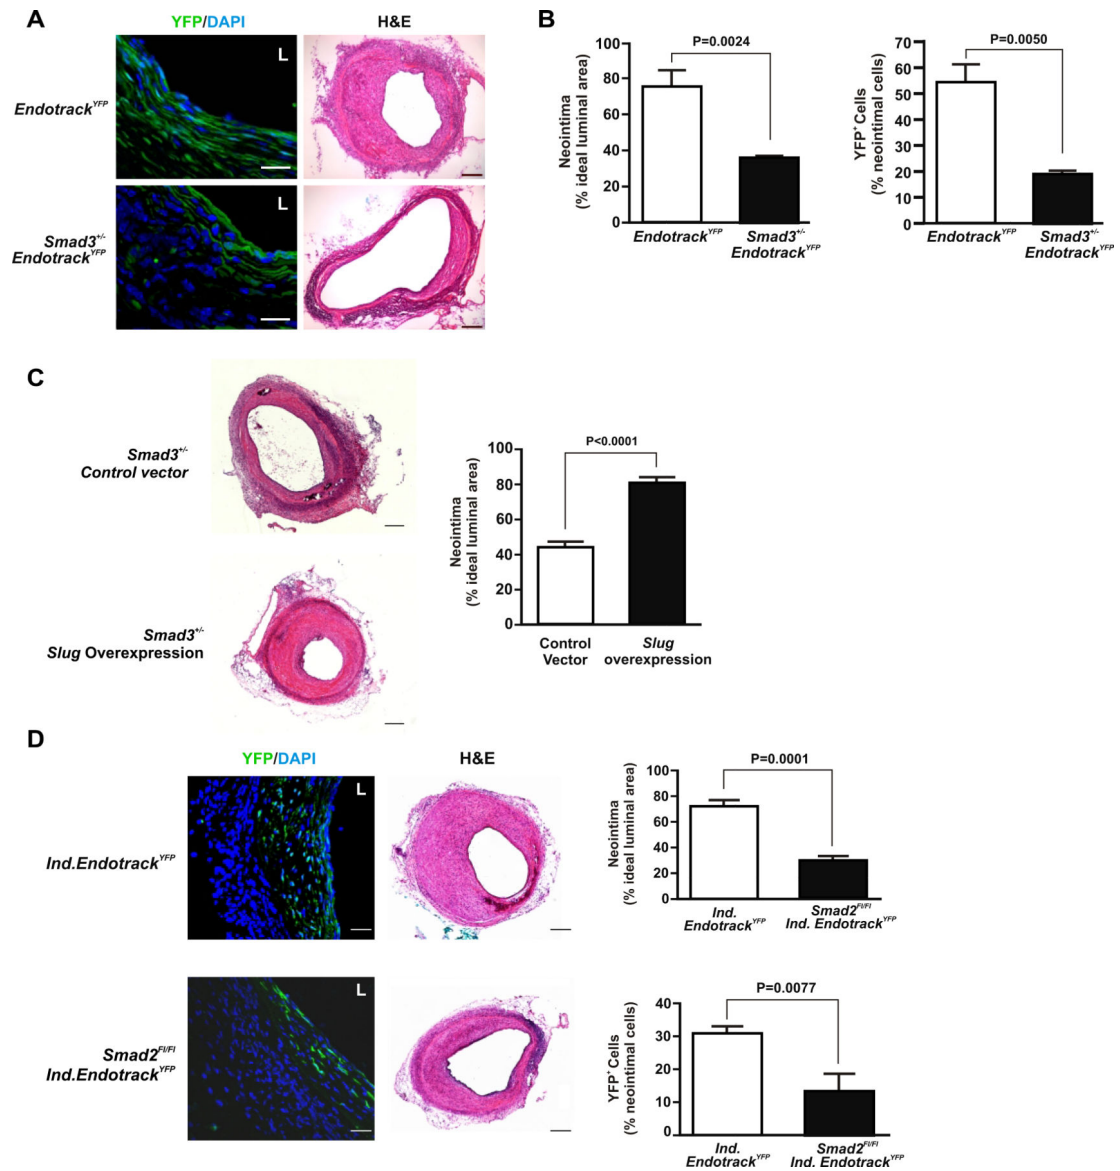 A
YFP/DAPI
H&E
Endotrack^YFP
L
Smad3^+/-
Endotrack^YFP
L
B
P=0.0024
Neointima
(% ideal luminal area)
100
80
60
40
20
0
Endotrack^YFP
Smad3^+/-
Endotrack^YFP
P=0.0050
YFP^+ Cells
(% neointimal cells)
70
60
50
40
30
20
10
0
Endotrack^YFP
Smad3^+/-
Endotrack^YFP
C
Smad3^+/-
Control vector
Smad3^+/-
Slug Overexpression
P<0.0001
Neointima
(% ideal luminal area)
100
80
60
40
20
0
Control
Vector
Slug
overexpression
D
YFP/DAPI
H&E
Ind.Endotrack^YFP
L
Smad2^Fl/Fl
Ind.Endotrack^YFP
L
P=0.0001
Neointima
(% ideal luminal area)
100
80
60
40
20
0
Ind.
Endotrack^YFP
Smad2^Fl/Fl
Ind. Endotrack^YFP
P=0.0077
YFP^+ Cells
(% neointimal cells)
40
30
20
10
0
Ind.
Endotrack^YFP
Smad2^Fl/Fl
Ind. Endotrack^YFP